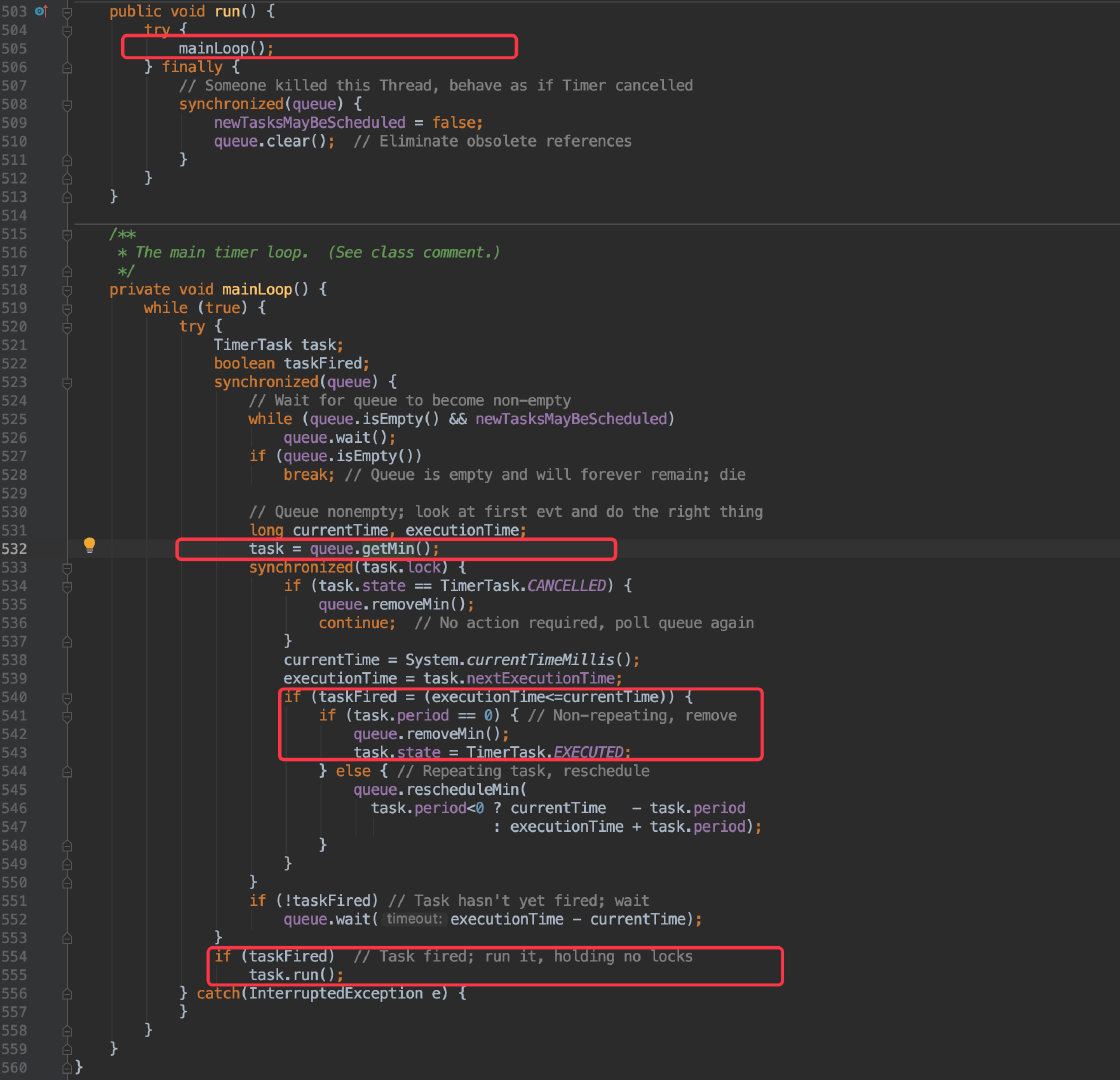 503 public void run() {
504 try {
505 mainLoop();
506 } finally {
507 // Someone killed this Thread, behave as if Timer cancelled
508 synchronized(queue) {
509 newTasksMayBeScheduled = false;
510 queue.clear();  // Eliminate obsolete references
511 }
512 }
513 }
514
515 /**
516 * The main timer loop.  (See class comment.)
517 */
518 private void mainLoop() {
519 while (true) {
520 try {
521 TimerTask task;
522 boolean taskFired;
523 synchronized(queue) {
524 // Wait for queue to become non-empty
525 while (queue.isEmpty() && newTasksMayBeScheduled)
526 queue.wait();
527 if (queue.isEmpty())
528 break; // Queue is empty and will forever remain; die
529
530 // Queue nonempty; look at first evt and do the right thing
531 long currentTime, executionTime;
532 task = queue.getMin();
533 synchronized(task.lock) {
534 if (task.state == TimerTask.CANCELLED) {
535 queue.removeMin();
536 continue;  // No action required, poll queue again
537 }
538 currentTime = System.currentTimeMillis();
539 executionTime = task.nextExecutionTime;
540 if (taskFired = (executionTime<=currentTime)) {
541 if (task.period == 0) { // Non-repeating, remove
542 queue.removeMin();
543 task.state = TimerTask.EXECUTED;
544 } else { // Repeating task, reschedule
545 queue.rescheduleMin(
546 task.period<0 ? currentTime   - task.period
547 : executionTime + task.period);
548 }
549 }
550 }
551 if (!taskFired) // Task hasn't yet fired; wait
552 queue.wait( timeout: executionTime - currentTime);
553 }
554 if (taskFired)  // Task fired; run it, holding no locks
555 task.run();
556 } catch(InterruptedException e) {
557 }
558 }
559 }
560 }